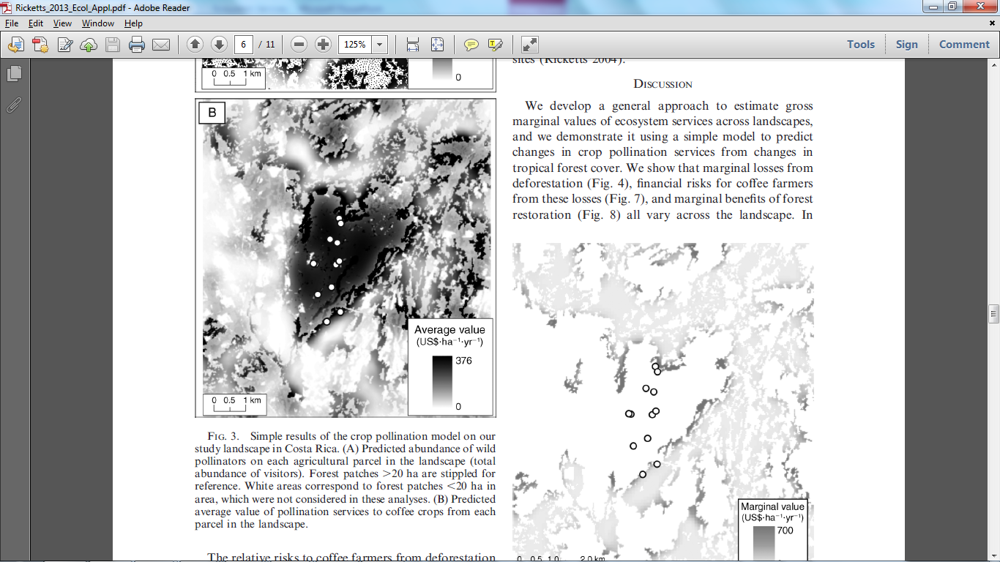 Ricketts_2013_Ecol_Appl.pdf - Adobe Reader
File Edit View Window Help
6 / 11
125%
Tools Sign Comment
0 0.5 1 km
0
B
Average value
(US$·ha⁻¹·yr⁻¹)
376
0
0 0.5 1 km
FIG. 3. Simple results of the crop pollination model on our
study landscape in Costa Rica. (A) Predicted abundance of wild
pollinators on each agricultural parcel in the landscape (total
abundance of visitors). Forest patches >20 ha are stippled for
reference. White areas correspond to forest patches <20 ha in
area, which were not considered in these analyses. (B) Predicted
average value of pollination services to coffee crops from each
parcel in the landscape.
The relative risks to coffee farmers from deforestation
sites (Ricketts 2004).
DISCUSSION
We develop a general approach to estimate gross
marginal values of ecosystem services across landscapes,
and we demonstrate it using a simple model to predict
changes in crop pollination services from changes in
tropical forest cover. We show that marginal losses from
deforestation (Fig. 4), financial risks for coffee farmers
from these losses (Fig. 7), and marginal benefits of forest
restoration (Fig. 8) all vary across the landscape. In
Marginal value
(US$·ha⁻¹·yr⁻¹)
700
0 0.5 1.0 2.0 km